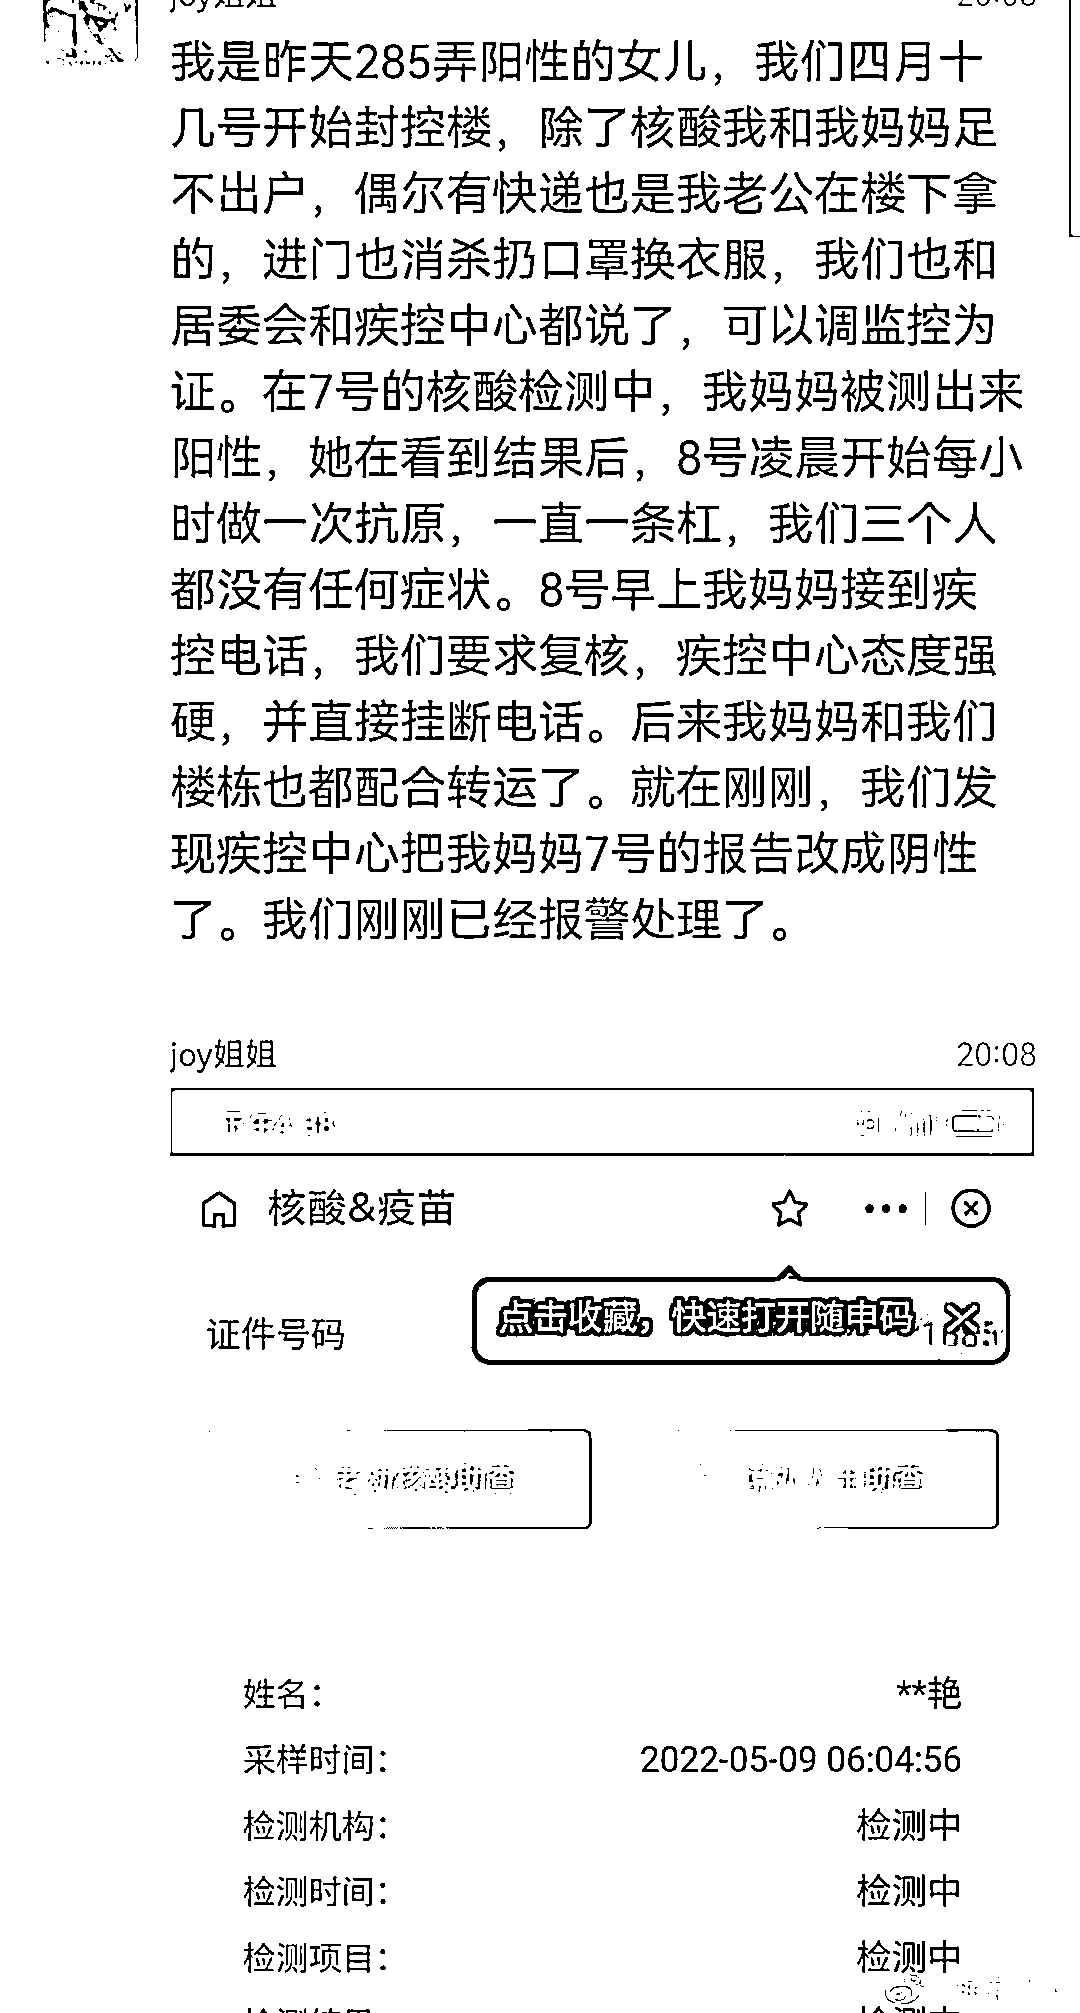 joy姐姐 20:08
我是昨天285弄阳性的女儿，我们四月十
几号开始封控楼，除了核酸我和我妈妈足
不出户，偶尔有快递也是我老公在楼下拿
的，进门也消杀扔口罩换衣服，我们也和
居委会和疾控中心都说了，可以调监控为
证。在7号的核酸检测中，我妈妈被测出来
阳性，她在看到结果后，8号凌晨开始每小
时做一次抗原，一直一条杠，我们三个人
都没有任何症状。8号早上我妈妈接到疾
控电话，我们要求复核，疾控中心态度强
硬，并直接挂断电话。后来我妈妈和我们
楼栋也都配合转运了。就在刚刚，我们发
现疾控中心把我妈妈7号的报告改成阴性
了。我们刚刚已经报警处理了。
joy姐姐 20:08
核酸&疫苗
点击收藏，快速打开随申码
证件号码
姓名： **艳
采样时间： 2022-05-09 06:04:56
检测机构： 检测中
检测时间： 检测中
检测项目： 检测中